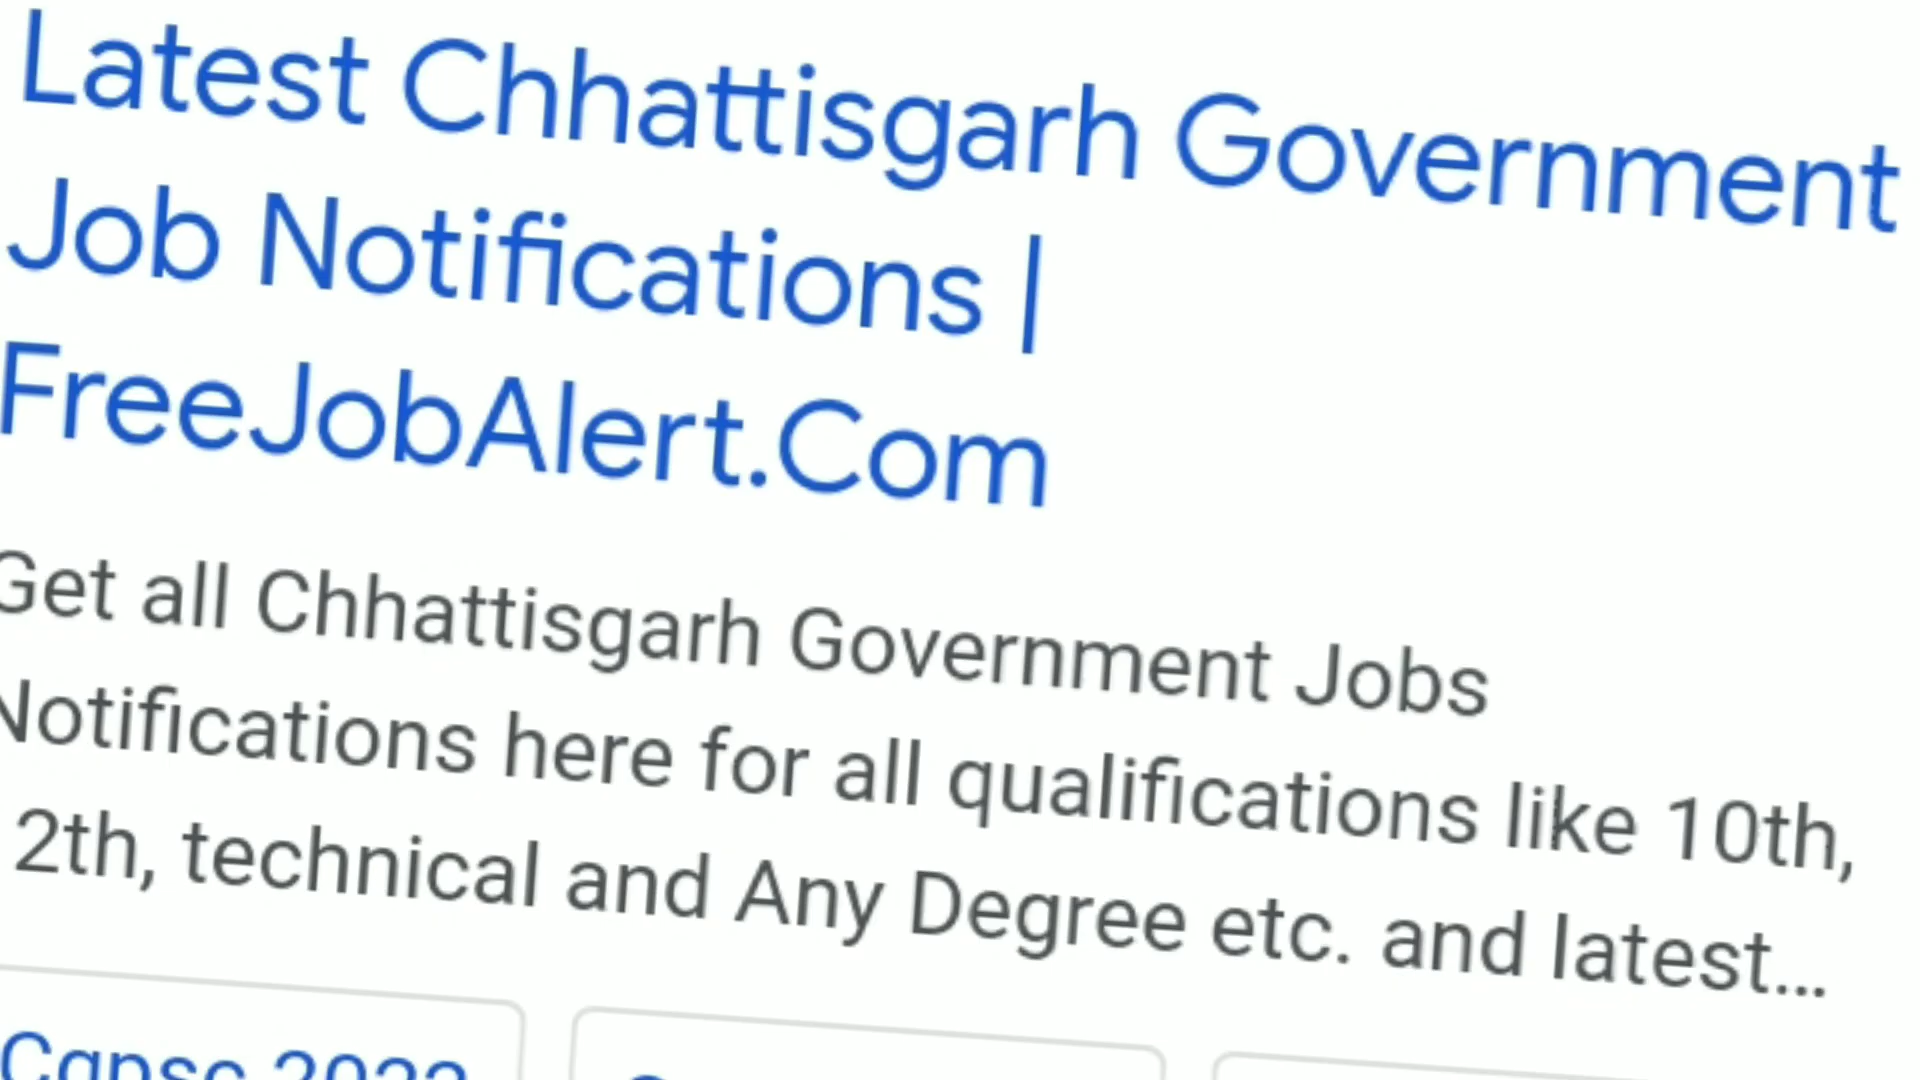 Latest Chhattisgarh Government
Job Notifications |
FreeJobAlert.Com
Get all Chhattisgarh Government Jobs
Notifications here for all qualifications like 10th,
2th, technical and Any Degree etc. and latest...
Cgpsc